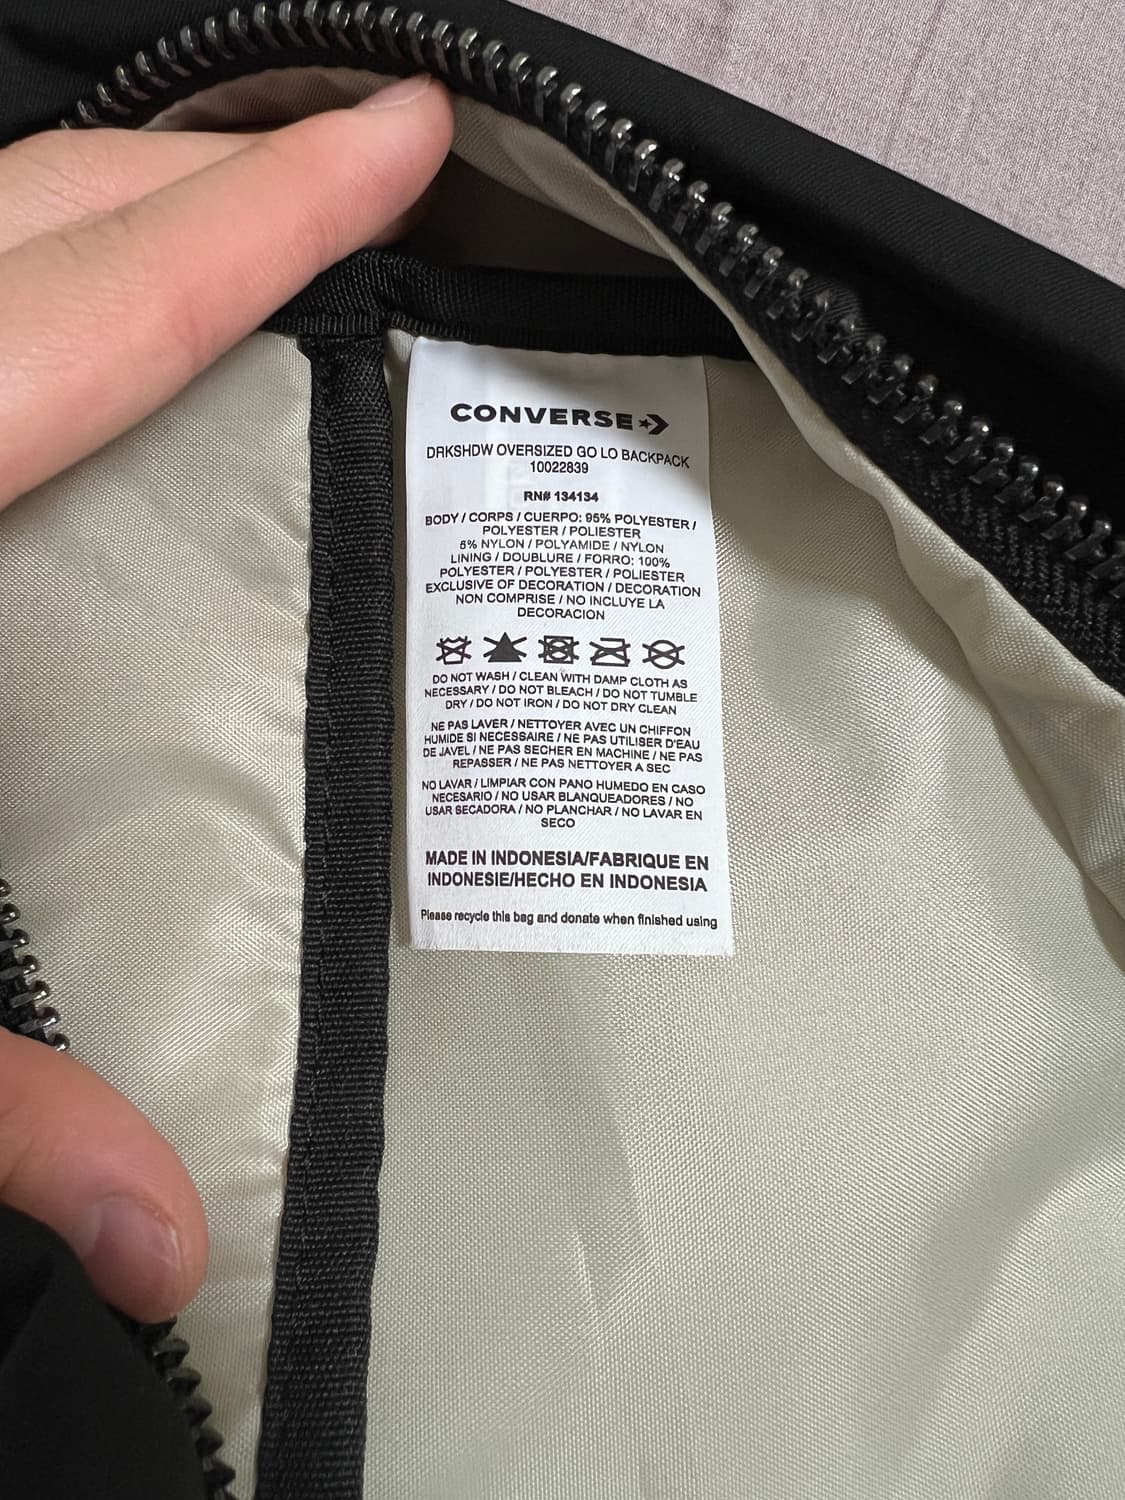 CONVERSE
DRKSHDW OVERSIZED GO LO BACKPACK
10022839
RN# 134134
BODY / CORPS / CUERPO: 95% POLYESTER /
POLYESTER / POLIESTER
5% NYLON / POLYAMIDE / NYLON
LINING / DOUBLURE / FORRO: 100%
POLYESTER / POLYESTER / POLIESTER
EXCLUSIVE OF DECORATION / DECORATION
NON COMPRISE / NO INCLUYE LA
DECORACION
DO NOT WASH / CLEAN WITH DAMP CLOTH AS
NECESSARY / DO NOT BLEACH / DO NOT TUMBLE
DRY / DO NOT IRON / DO NOT DRY CLEAN
NE PAS LAVER / NETTOYER AVEC UN CHIFFON
HUMIDE SI NECESSAIRE / NE PAS UTILISER D'EAU
DE JAVEL / NE PAS SECHER EN MACHINE / NE PAS
REPASSER / NE PAS NETTOYER A SEC
NO LAVAR / LIMPIAR CON PANO HUMEDO EN CASO
NECESARIO / NO USAR BLANQUEADORES / NO
USAR SECADORA / NO PLANCHAR / NO LAVAR EN
SECO
MADE IN INDONESIA/FABRIQUE EN
INDONESIE/HECHO EN INDONESIA
Please recycle this bag and donate when finished using